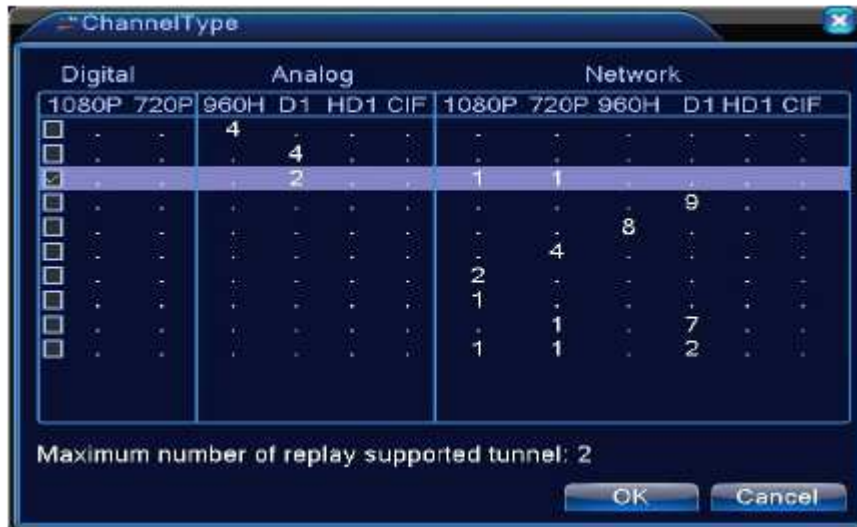 ChannelType
Digital Analog Network
1080P 720P 960H D1 HD1 CIF 1080P 720P 960H D1 HD1 CIF
. . 4 . . . . . . . . .
. . . 4 . . . . . . . .
. . . 2 . . 1 1 . . . .
. . . . . . . . . 9 . .
. . . . . . . . 8 . . .
. . . . . . . 4 . . . .
. . . . . . 2 . . . . .
. . . . . . 1 . . . . .
. . . . . . . 1 . 7 . .
. . . . . . 1 1 . 2 . .
Maximum number of replay supported tunnel: 2
OK Cancel